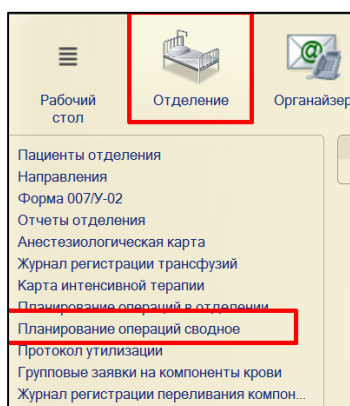 Рабочий
стол
Отделение
Органайзер
Пациенты отделения
Направления
Форма 007/У-02
Отчеты отделения
Анестезиологическая карта
Журнал регистрации трансфузий
Карта интенсивной терапии
Планирование операций в отделении
Планирование операций сводное
Протокол утилизации
Групповые заявки на компоненты крови
Журнал регистрации переливания компон...